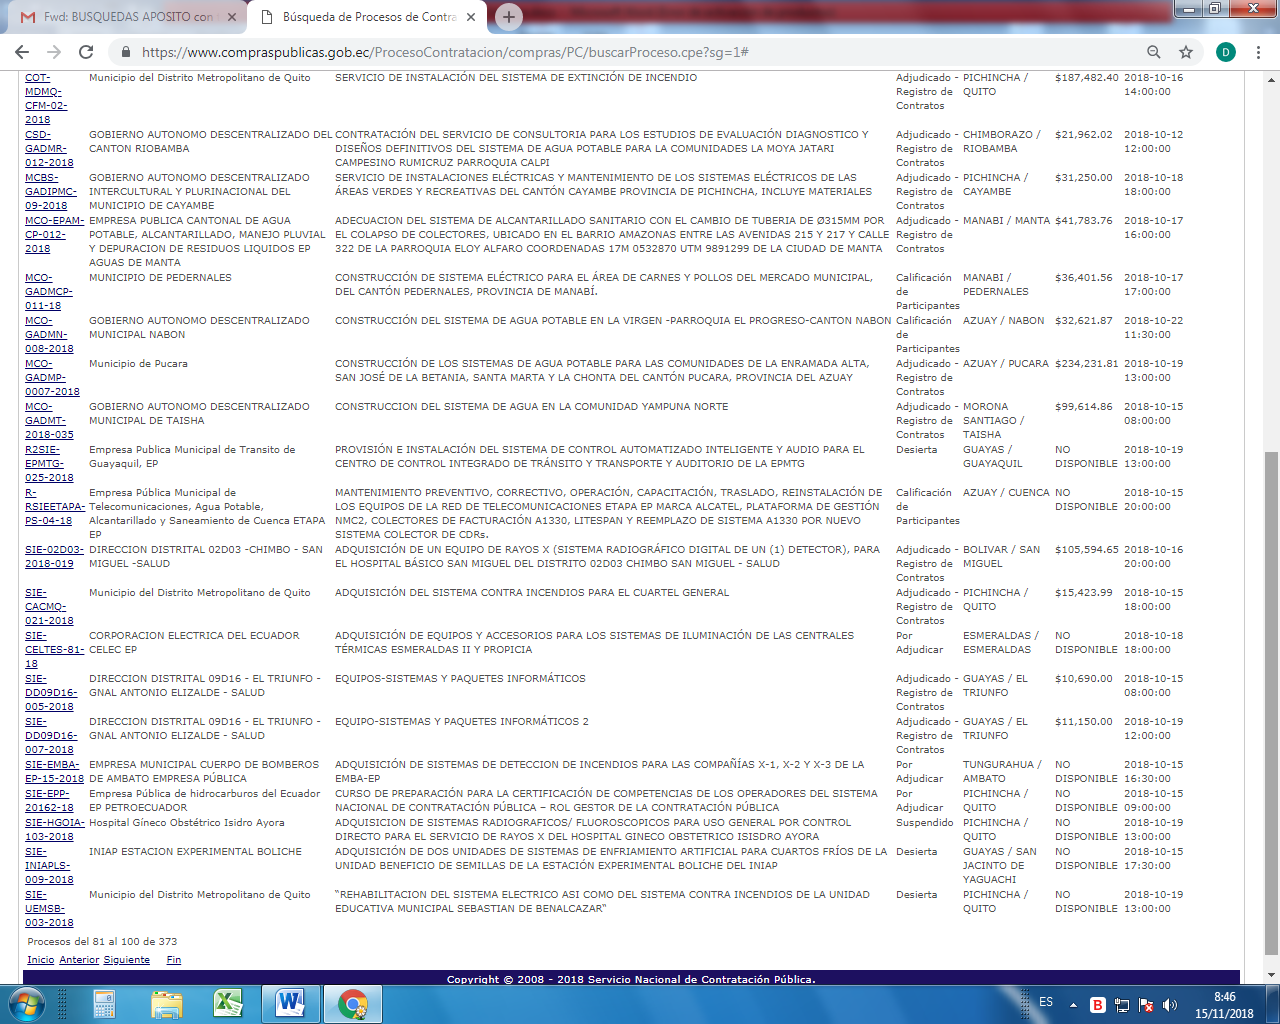 Fwd: BUSQUEDAS APOSITO con
Búsqueda de Procesos de Contra
https://www.compraspublicas.gob.ec/ProcesoContratacion/compras/PC/buscarProceso.cpe?sg=1#
D
COT-MDMQ-CFM-02-2018 Municipio del Distrito Metropolitano de Quito SERVICIO DE INSTALACIÓN DEL SISTEMA DE EXTINCIÓN DE INCENDIO Adjudicado - Registro de Contratos PICHINCHA / QUITO $187,482.40 2018-10-16 14:00:00
CSD-GADMR-012-2018 GOBIERNO AUTONOMO DESCENTRALIZADO DEL CANTON RIOBAMBA CONTRATACIÓN DEL SERVICIO DE CONSULTORIA PARA LOS ESTUDIOS DE EVALUACIÓN DIAGNOSTICO Y DISEÑOS DEFINITIVOS DEL SISTEMA DE AGUA POTABLE PARA LA COMUNIDADES LA MOYA JATARI CAMPESINO RUMICRUZ PARROQUIA CALPI Adjudicado - Registro de Contratos CHIMBORAZO / RIOBAMBA $21,962.02 2018-10-12 12:00:00
MCBS-GADIPMC-09-2018 GOBIERNO AUTONOMO DESCENTRALIZADO INTERCULTURAL Y PLURINACIONAL DEL MUNICIPIO DE CAYAMBE SERVICIO DE INSTALACIONES ELÉCTRICAS Y MANTENIMIENTO DE LOS SISTEMAS ELÉCTRICOS DE LAS ÁREAS VERDES Y RECREATIVAS DEL CANTÓN CAYAMBE PROVINCIA DE PICHINCHA, INCLUYE MATERIALES Adjudicado - Registro de Contratos PICHINCHA / CAYAMBE $31,250.00 2018-10-18 18:00:00
MCO-EPAM-CP-012-2018 EMPRESA PUBLICA CANTONAL DE AGUA POTABLE, ALCANTARILLADO, MANEJO PLUVIAL Y DEPURACION DE RESIDUOS LIQUIDOS EP AGUAS DE MANTA ADECUACION DEL SISTEMA DE ALCANTARILLADO SANITARIO CON EL CAMBIO DE TUBERIA DE Ø315MM POR EL COLAPSO DE COLECTORES, UBICADO EN EL BARRIO AMAZONAS ENTRE LAS AVENIDAS 215 Y 217 Y CALLE 322 DE LA PARROQUIA ELOY ALFARO COORDENADAS 17M 0532870 UTM 9891299 DE LA CIUDAD DE MANTA Adjudicado - Registro de Contratos MANABI / MANTA $41,783.76 2018-10-17 16:00:00
MCO-GADMCP-011-18 MUNICIPIO DE PEDERNALES CONSTRUCCIÓN DE SISTEMA ELÉCTRICO PARA EL ÁREA DE CARNES Y POLLOS DEL MERCADO MUNICIPAL, DEL CANTÓN PEDERNALES, PROVINCIA DE MANABÍ. Calificación de Participantes MANABI / PEDERNALES $36,401.56 2018-10-17 17:00:00
MCO-GADMN-008-2018 GOBIERNO AUTONOMO DESCENTRALIZADO MUNICIPAL NABON CONSTRUCCIÓN DEL SISTEMA DE AGUA POTABLE EN LA VIRGEN -PARROQUIA EL PROGRESO-CANTON NABON Calificación de Participantes AZUAY / NABON $32,621.87 2018-10-22 11:30:00
MCO-GADMP-0007-2018 Municipio de Pucara CONSTRUCCIÓN DE LOS SISTEMAS DE AGUA POTABLE PARA LAS COMUNIDADES DE LA ENRAMADA ALTA, SAN JOSÉ DE LA BETANIA, SANTA MARTA Y LA CHONTA DEL CANTÓN PUCARA, PROVINCIA DEL AZUAY Adjudicado - Registro de Contratos AZUAY / PUCARA $234,231.81 2018-10-19 13:00:00
MCO-GADMT-2018-035 GOBIERNO AUTONOMO DESCENTRALIZADO MUNICIPAL DE TAISHA CONSTRUCCION DEL SISTEMA DE AGUA EN LA COMUNIDAD YAMPUNA NORTE Adjudicado - Registro de Contratos MORONA SANTIAGO / TAISHA $99,614.86 2018-10-15 08:00:00
R2SIE-EPMTG-025-2018 Empresa Publica Municipal de Transito de Guayaquil, EP PROVISIÓN E INSTALACIÓN DEL SISTEMA DE CONTROL AUTOMATIZADO INTELIGENTE Y AUDIO PARA EL CENTRO DE CONTROL INTEGRADO DE TRÁNSITO Y TRANSPORTE Y AUDITORIO DE LA EPMTG Desierta GUAYAS / GUAYAQUIL NO DISPONIBLE 2018-10-19 13:00:00
R-RSIEETAPA-PS-04-18 Empresa Pública Municipal de Telecomunicaciones, Agua Potable, Alcantarillado y Saneamiento de Cuenca ETAPA EP MANTENIMIENTO PREVENTIVO, CORRECTIVO, OPERACIÓN, CAPACITACIÓN, TRASLADO, REINSTALACIÓN DE LOS EQUIPOS DE LA RED DE TELECOMUNICACIONES ETAPA EP MARCA ALCATEL, PLATAFORMA DE GESTIÓN NMC2, COLECTORES DE FACTURACIÓN A1330, LITESPAN Y REEMPLAZO DE SISTEMA A1330 POR NUEVO SISTEMA COLECTOR DE CDRs. Calificación de Participantes AZUAY / CUENCA NO DISPONIBLE 2018-10-15 20:00:00
SIE-02D03-2018-019 DIRECCION DISTRITAL 02D03 -CHIMBO - SAN MIGUEL -SALUD ADQUISICIÓN DE UN EQUIPO DE RAYOS X (SISTEMA RADIOGRÁFICO DIGITAL DE UN (1) DETECTOR), PARA EL HOSPITAL BÁSICO SAN MIGUEL DEL DISTRITO 02D03 CHIMBO SAN MIGUEL - SALUD Adjudicado - Registro de Contratos BOLIVAR / SAN MIGUEL $105,594.65 2018-10-16 20:00:00
SIE-CACMQ-021-2018 Municipio del Distrito Metropolitano de Quito ADQUISICIÓN DEL SISTEMA CONTRA INCENDIOS PARA EL CUARTEL GENERAL Adjudicado - Registro de Contratos PICHINCHA / QUITO $15,423.99 2018-10-15 18:00:00
SIE-CELTES-81-18 CORPORACION ELECTRICA DEL ECUADOR CELEC EP ADQUISICIÓN DE EQUIPOS Y ACCESORIOS PARA LOS SISTEMAS DE ILUMINACIÓN DE LAS CENTRALES TÉRMICAS ESMERALDAS II Y PROPICIA Por Adjudicar ESMERALDAS / ESMERALDAS NO DISPONIBLE 2018-10-18 18:00:00
SIE-DD09D16-005-2018 DIRECCION DISTRITAL 09D16 - EL TRIUNFO - GNAL ANTONIO ELIZALDE - SALUD EQUIPOS-SISTEMAS Y PAQUETES INFORMÁTICOS Adjudicado - Registro de Contratos GUAYAS / EL TRIUNFO $10,690.00 2018-10-15 08:00:00
SIE-DD09D16-007-2018 DIRECCION DISTRITAL 09D16 - EL TRIUNFO - GNAL ANTONIO ELIZALDE - SALUD EQUIPO-SISTEMAS Y PAQUETES INFORMÁTICOS 2 Adjudicado - Registro de Contratos GUAYAS / EL TRIUNFO $11,150.00 2018-10-19 12:00:00
SIE-EMBA-EP-15-2018 EMPRESA MUNICIPAL CUERPO DE BOMBEROS DE AMBATO EMPRESA PÚBLICA ADQUISICIÓN DE SISTEMAS DE DETECCION DE INCENDIOS PARA LAS COMPAÑÍAS X-1, X-2 Y X-3 DE LA EMBA-EP Por Adjudicar TUNGURAHUA / AMBATO NO DISPONIBLE 2018-10-15 16:30:00
SIE-EPP-20162-18 Empresa Pública de hidrocarburos del Ecuador EP PETROECUADOR CURSO DE PREPARACIÓN PARA LA CERTIFICACIÓN DE COMPETENCIAS DE LOS OPERADORES DEL SISTEMA NACIONAL DE CONTRATACIÓN PÚBLICA – ROL GESTOR DE LA CONTRATACIÓN PÚBLICA Por Adjudicar PICHINCHA / QUITO NO DISPONIBLE 2018-10-15 09:00:00
SIE-HGOIA-103-2018 Hospital Gíneco Obstétrico Isidro Ayora ADQUISICION DE SISTEMAS RADIOGRAFICOS/ FLUOROSCOPICOS PARA USO GENERAL POR CONTROL DIRECTO PARA EL SERVICIO DE RAYOS X DEL HOSPITAL GINECO OBSTETRICO ISISDRO AYORA Suspendido PICHINCHA / QUITO NO DISPONIBLE 2018-10-19 13:00:00
SIE-INIAPLS-009-2018 INIAP ESTACION EXPERIMENTAL BOLICHE ADQUISICIÓN DE DOS UNIDADES DE SISTEMAS DE ENFRIAMIENTO ARTIFICIAL PARA CUARTOS FRÍOS DE LA UNIDAD BENEFICIO DE SEMILLAS DE LA ESTACIÓN EXPERIMENTAL BOLICHE DEL INIAP Desierta GUAYAS / SAN JACINTO DE YAGUACHI NO DISPONIBLE 2018-10-15 17:30:00
SIE-UEMSB-003-2018 Municipio del Distrito Metropolitano de Quito "REHABILITACION DEL SISTEMA ELECTRICO ASI COMO DEL SISTEMA CONTRA INCENDIOS DE LA UNIDAD EDUCATIVA MUNICIPAL SEBASTIAN DE BENALCAZAR" Desierta PICHINCHA / QUITO NO DISPONIBLE 2018-10-19 13:00:00
Procesos del 81 al 100 de 373
Inicio Anterior Siguiente Fin
Copyright © 2008 - 2018 Servicio Nacional de Contratación Pública.
ES
B
8:46
15/11/2018